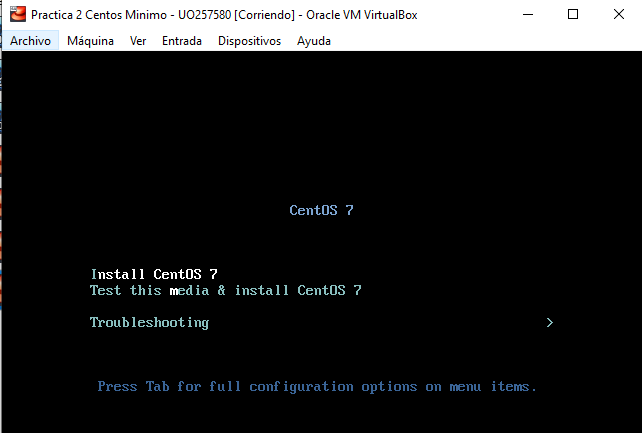 Practica 2 Centos Minimo - UO257580 [Corriendo] - Oracle VM VirtualBox
Archivo Máquina Ver Entrada Dispositivos Ayuda
CentOS 7
Install CentOS 7
Test this media & install CentOS 7
Troubleshooting >
Press Tab for full configuration options on menu items.